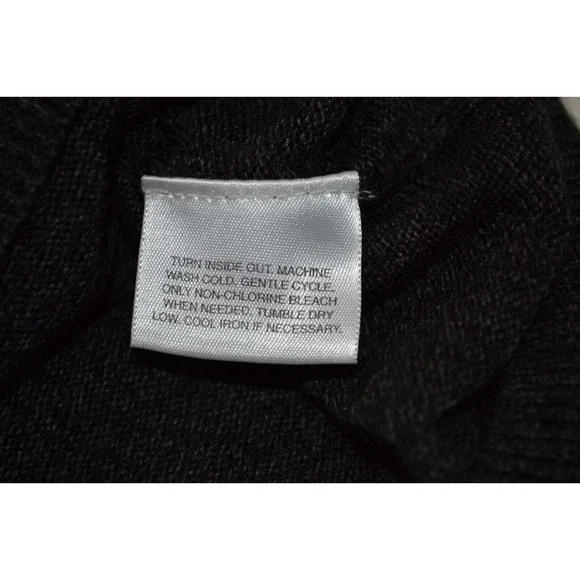 TURN INSIDE OUT. MACHINE
WASH COLD. GENTLE CYCLE.
ONLY NON-CHLORINE BLEACH
WHEN NEEDED. TUMBLE DRY
LOW. COOL IRON IF NECESSARY.